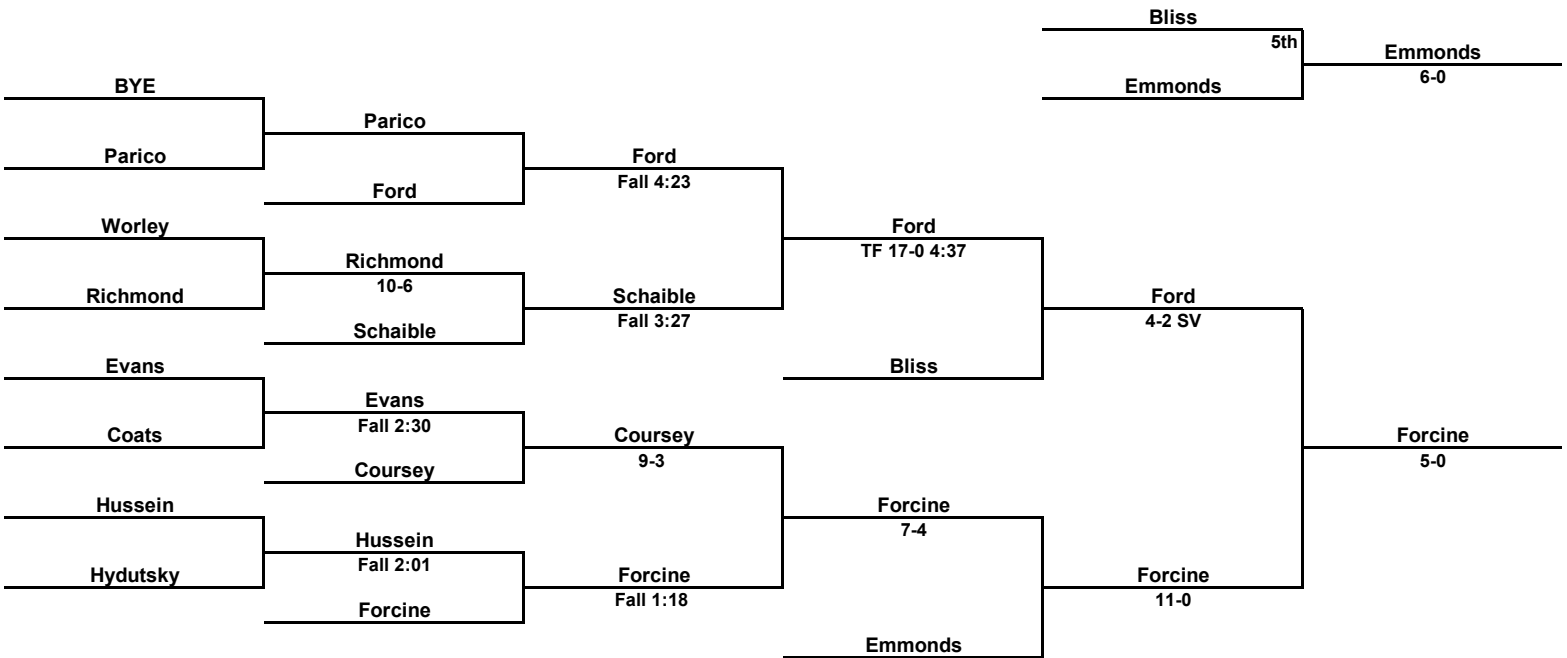 Bliss
5th
Emmonds
6-0
Emmonds
BYE
Parico
Parico
Ford
Fall 4:23
Ford
Worley
Ford
TF 17-0 4:37
Richmond
10-6
Richmond
Schaible
Fall 3:27
Ford
4-2 SV
Schaible
Evans
Bliss
Evans
Fall 2:30
Coats
Coursey
9-3
Forcine
5-0
Coursey
Hussein
Forcine
7-4
Hussein
Fall 2:01
Hydutsky
Forcine
Fall 1:18
Forcine
11-0
Forcine
Emmonds